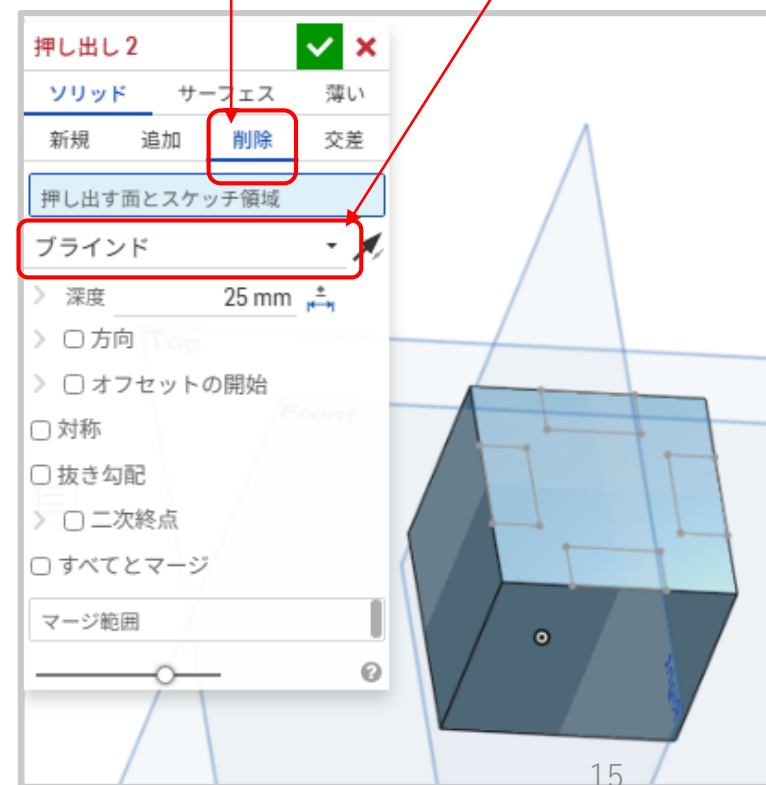 押し出し 2
ソリッド サーフェス 薄い
新規 追加 削除 交差
押し出す面とスケッチ領域
ブラインド
深度 25 mm
方向
Top
オフセットの開始
Front
対称
抜き勾配
二次終点
すべてとマージ
マージ範囲
15